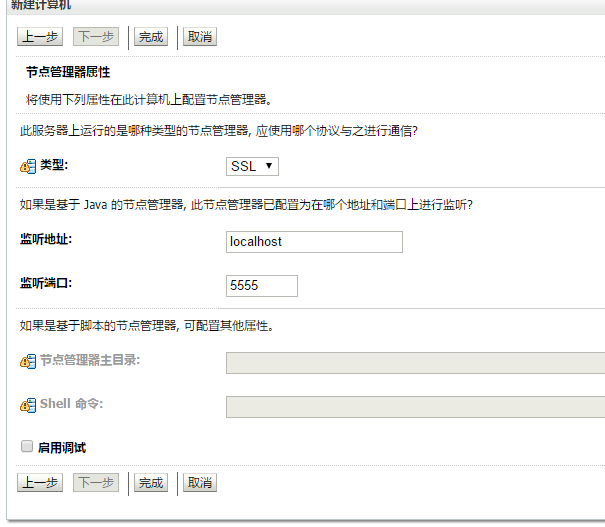 新建计算机
上一步 下一步 完成 取消
节点管理器属性
将使用下列属性在此计算机上配置节点管理器。
此服务器上运行的是哪种类型的节点管理器, 应使用哪个协议与之进行通信?
类型: SSL
如果是基于 Java 的节点管理器, 此节点管理器已配置为在哪个地址和端口上进行监听?
监听地址: localhost
监听端口: 5555
如果是基于脚本的节点管理器, 可配置其他属性。
节点管理器主目录:
Shell 命令:
启用调试
上一步 下一步 完成 取消